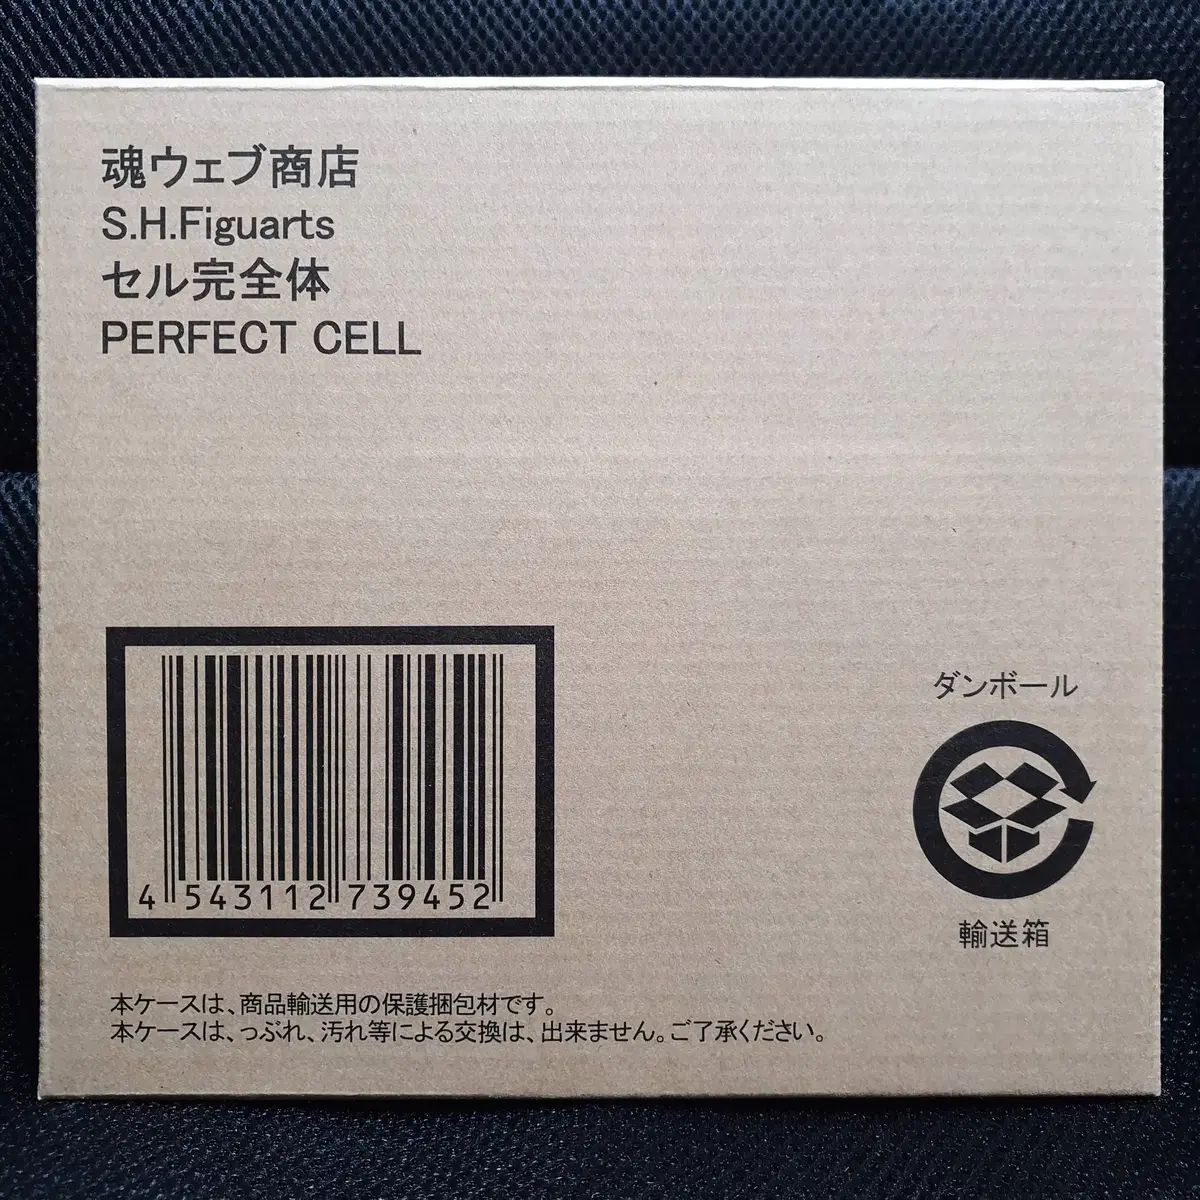 魂ウェブ商店
S.H.Figuarts
セル完全体
PERFECT CELL
4 543112 739452
ダンボール
輸送箱
本ケースは、商品輸送用の保護梱包材です。
本ケースは、つぶれ、汚れ等による交換は、出来ません。ご了承ください。